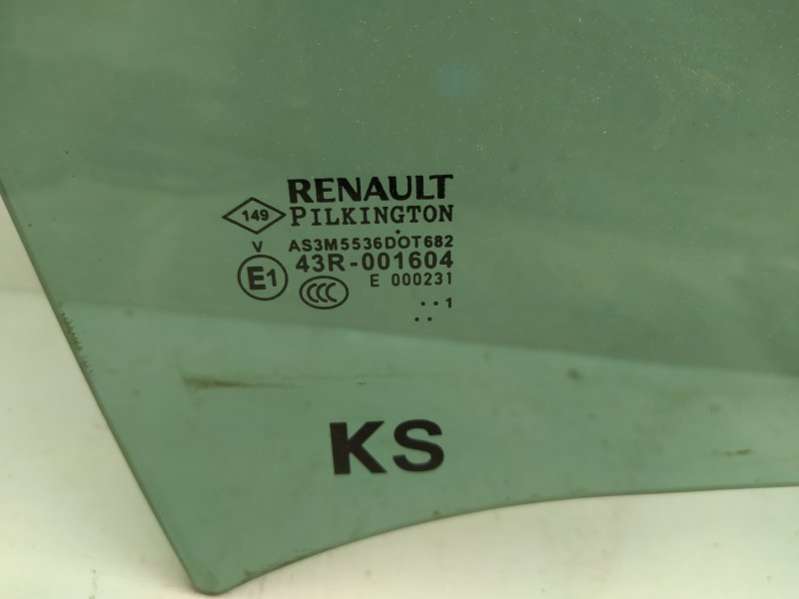 RENAULT
149 PILKINGTON
V AS3M5536DOT682
E1 43R-001604
CCC E 000231
.. 1
..
KS